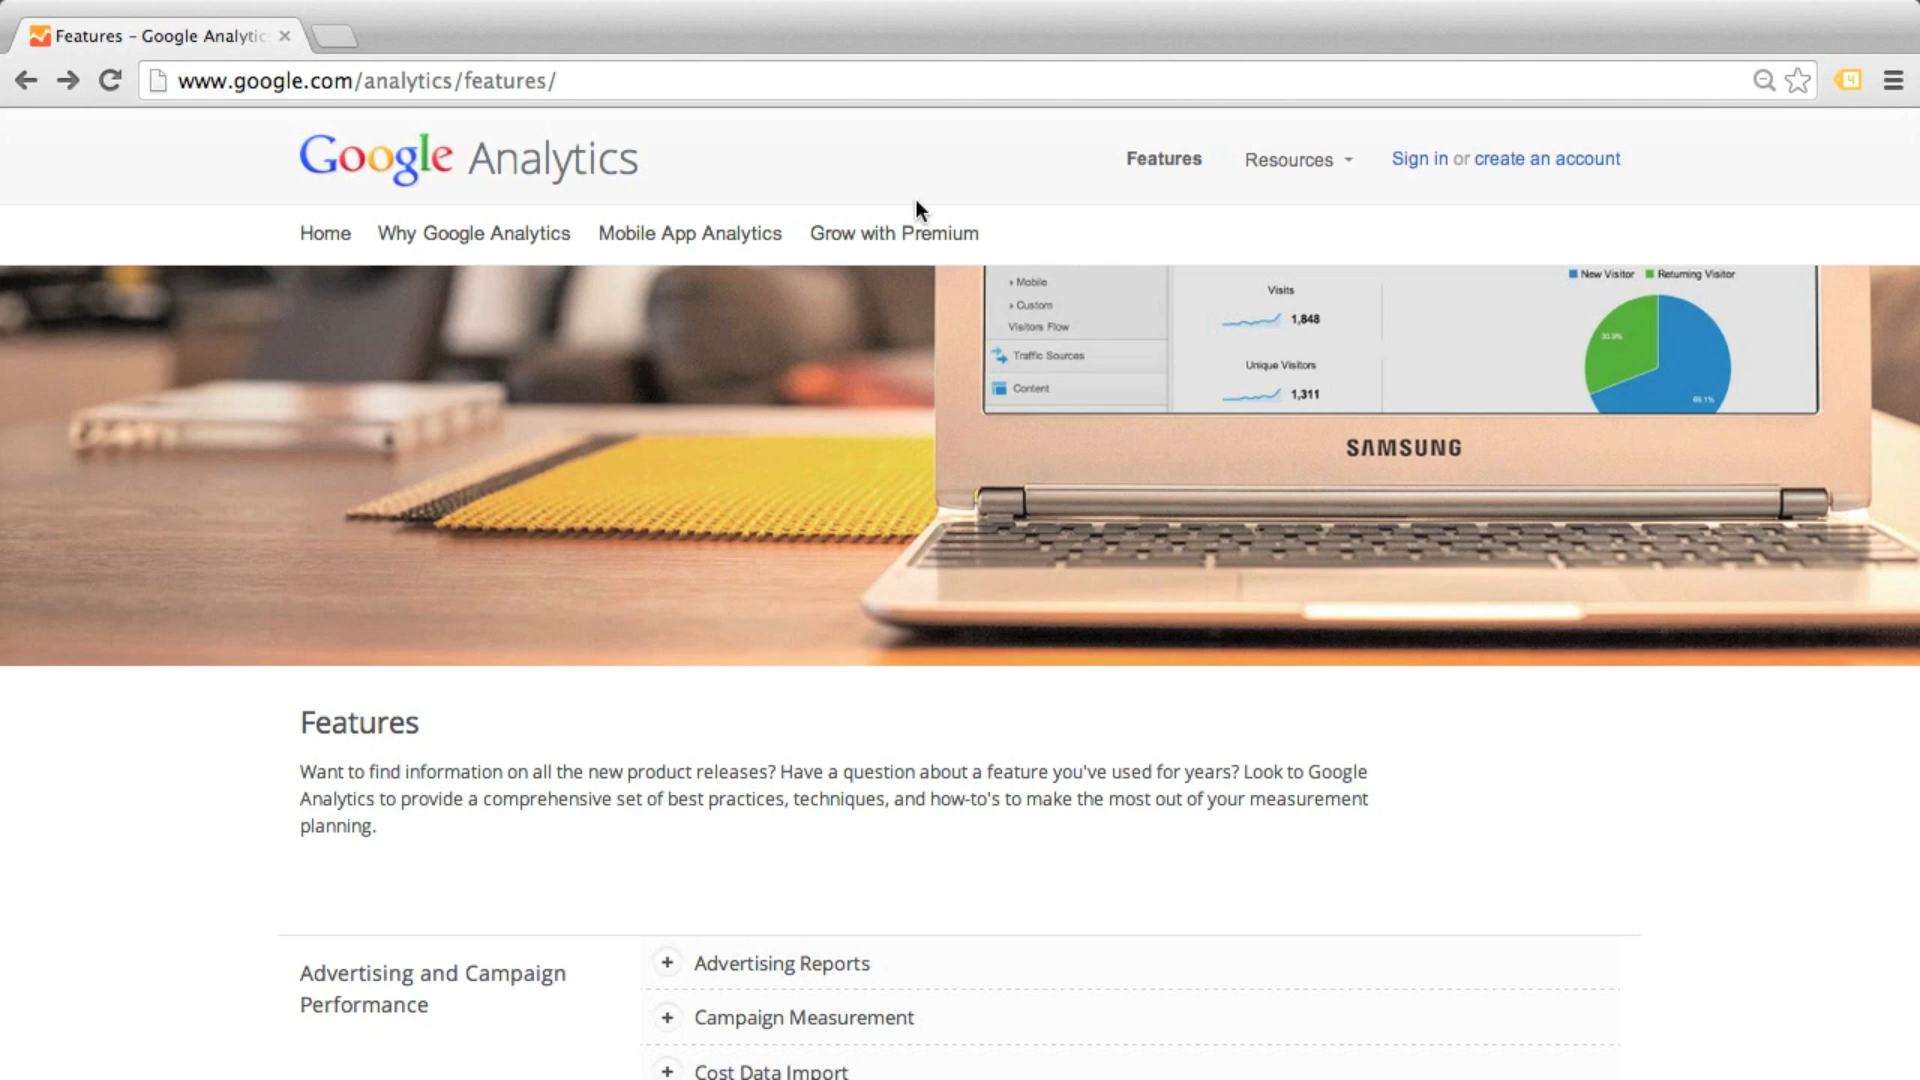 Features - Google Analytic
www.google.com/analytics/features/
4
Google Analytics
Features Resources Sign in or create an account
Home Why Google Analytics Mobile App Analytics Grow with Premium
Mobile
Custom
Visitors Flow
Traffic Sources
Content
Visits
1,848
Unique Visitors
1,311
New Visitor Returning Visitor
SAMSUNG
Features
Want to find information on all the new product releases? Have a question about a feature you've used for years? Look to Google
Analytics to provide a comprehensive set of best practices, techniques, and how-to's to make the most out of your measurement
planning.
Advertising and Campaign
Performance
Advertising Reports
Campaign Measurement
Cost Data Import